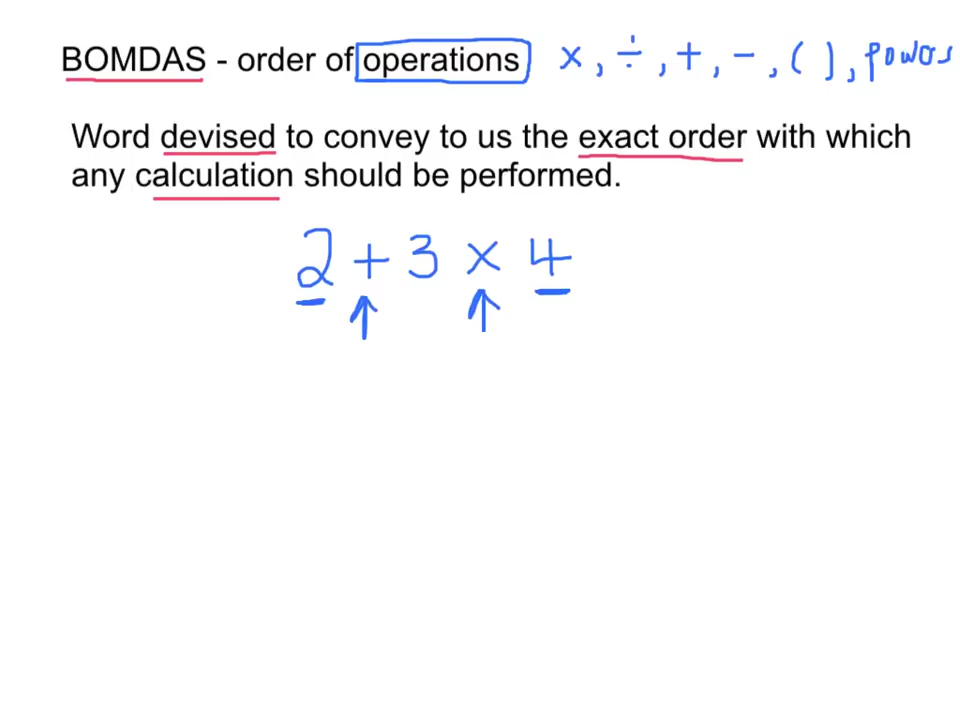 BOMDAS - order of operations ×, ÷, +, -, ( ), powers
Word devised to convey to us the exact order with which
any calculation should be performed.
2 + 3 × 4